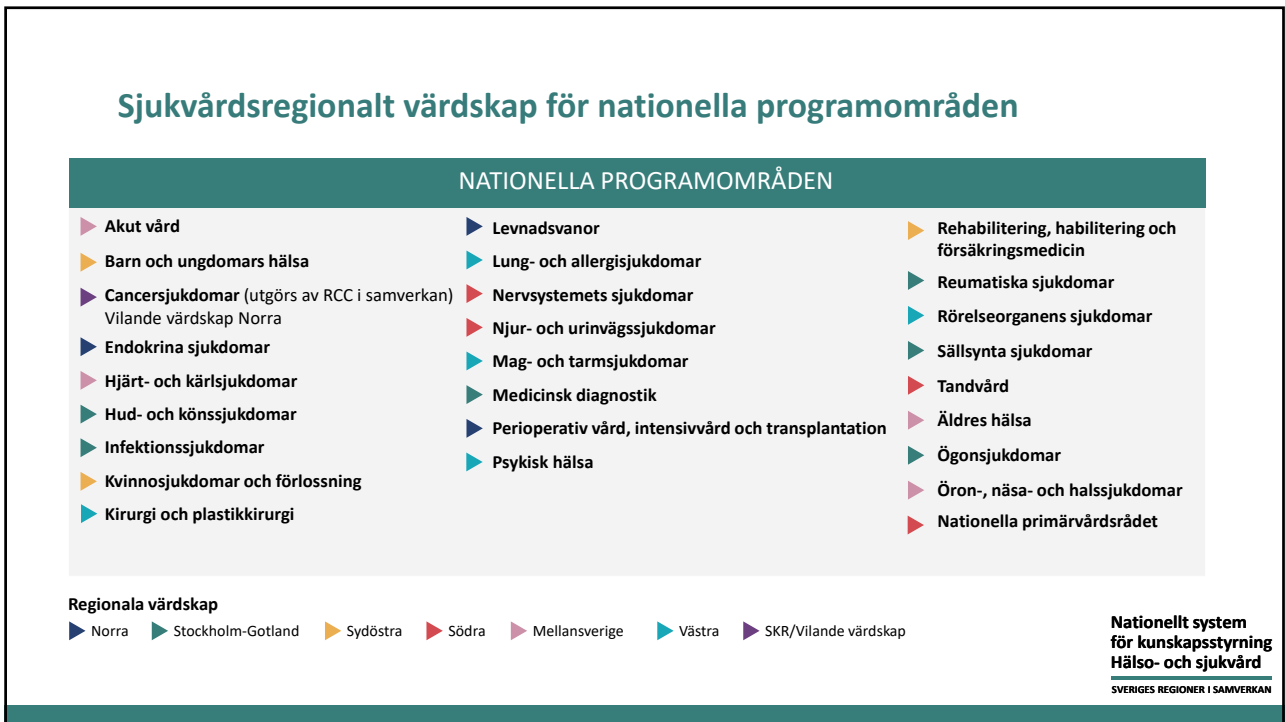 Sjukvårdsregionalt värdskap för nationella programområden
NATIONELLA PROGRAMOMRÅDEN
Akut vård
Barn och ungdomars hälsa
Cancersjukdomar (utgörs av RCC i samverkan)
Vilande värdskap Norra
Endokrina sjukdomar
Hjärt- och kärlsjukdomar
Hud- och könssjukdomar
Infektionssjukdomar
Kvinnosjukdomar och förlossning
Kirurgi och plastikkirurgi
Levnadsvanor
Lung- och allergisjukdomar
Nervsystemets sjukdomar
Njur- och urinvägssjukdomar
Mag- och tarmsjukdomar
Medicinsk diagnostik
Perioperativ vård, intensivvård och transplantation
Psykisk hälsa
Rehabilitering, habilitering och
försäkringsmedicin
Reumatiska sjukdomar
Rörelseorganens sjukdomar
Sällsynta sjukdomar
Tandvård
Äldres hälsa
Ögonsjukdomar
Öron-, näsa- och halssjukdomar
Nationella primärvårdsrådet
Regionala värdskap
Norra Stockholm-Gotland Sydöstra Södra Mellansverige Västra SKR/Vilande värdskap
Nationellt system
för kunskapsstyrning
Hälso- och sjukvård
SVERIGES REGIONER I SAMVERKAN